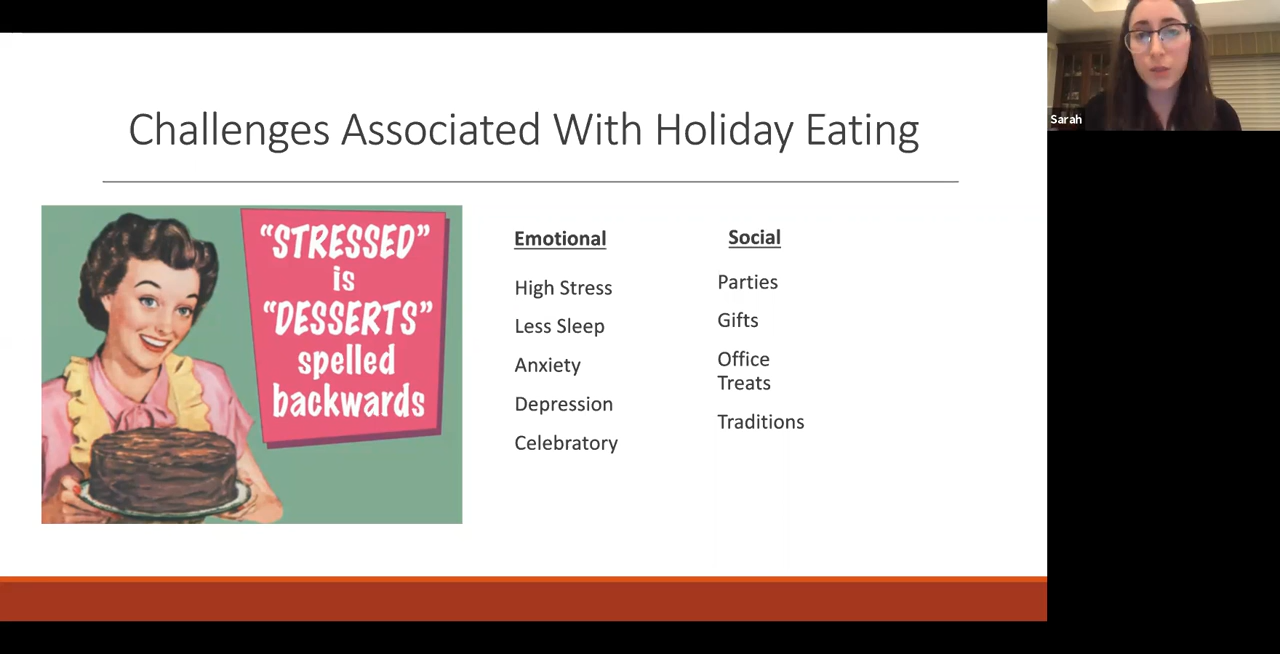 Challenges Associated With Holiday Eating
“STRESSED”
is
“DESSERTS”
spelled
backwards
Emotional
High Stress
Less Sleep
Anxiety
Depression
Celebratory
Social
Parties
Gifts
Office
Treats
Traditions
Sarah